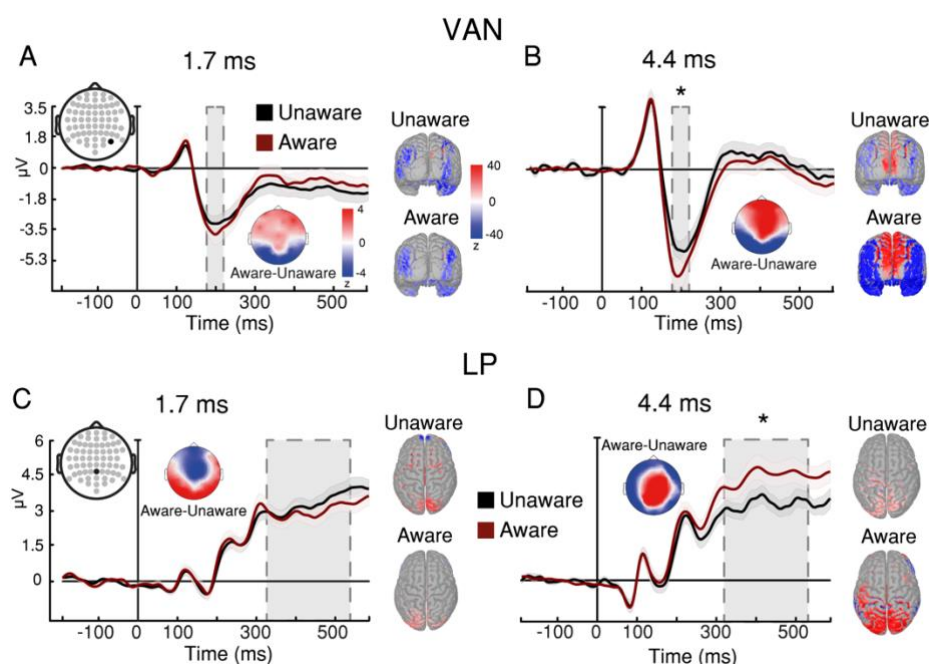 VAN
A
1.7 ms
3.5
1.8
0
-1.8
-3.5
-5.3
µV
Unaware
Aware
4
0
-4
z
Aware-Unaware
-100 0 100 300 500
Time (ms)
Unaware
Aware
40
20
0
-20
-40
z
B
4.4 ms
*
Aware-Unaware
-100 0 100 300 500
Time (ms)
Unaware
Aware
LP
C
1.7 ms
6
4.5
3
1.5
0
µV
Aware-Unaware
-100 0 100 300 500
Time (ms)
Unaware
Aware
D
4.4 ms
*
Aware-Unaware
Unaware
Aware
-100 0 100 300 500
Time (ms)
Unaware
Aware